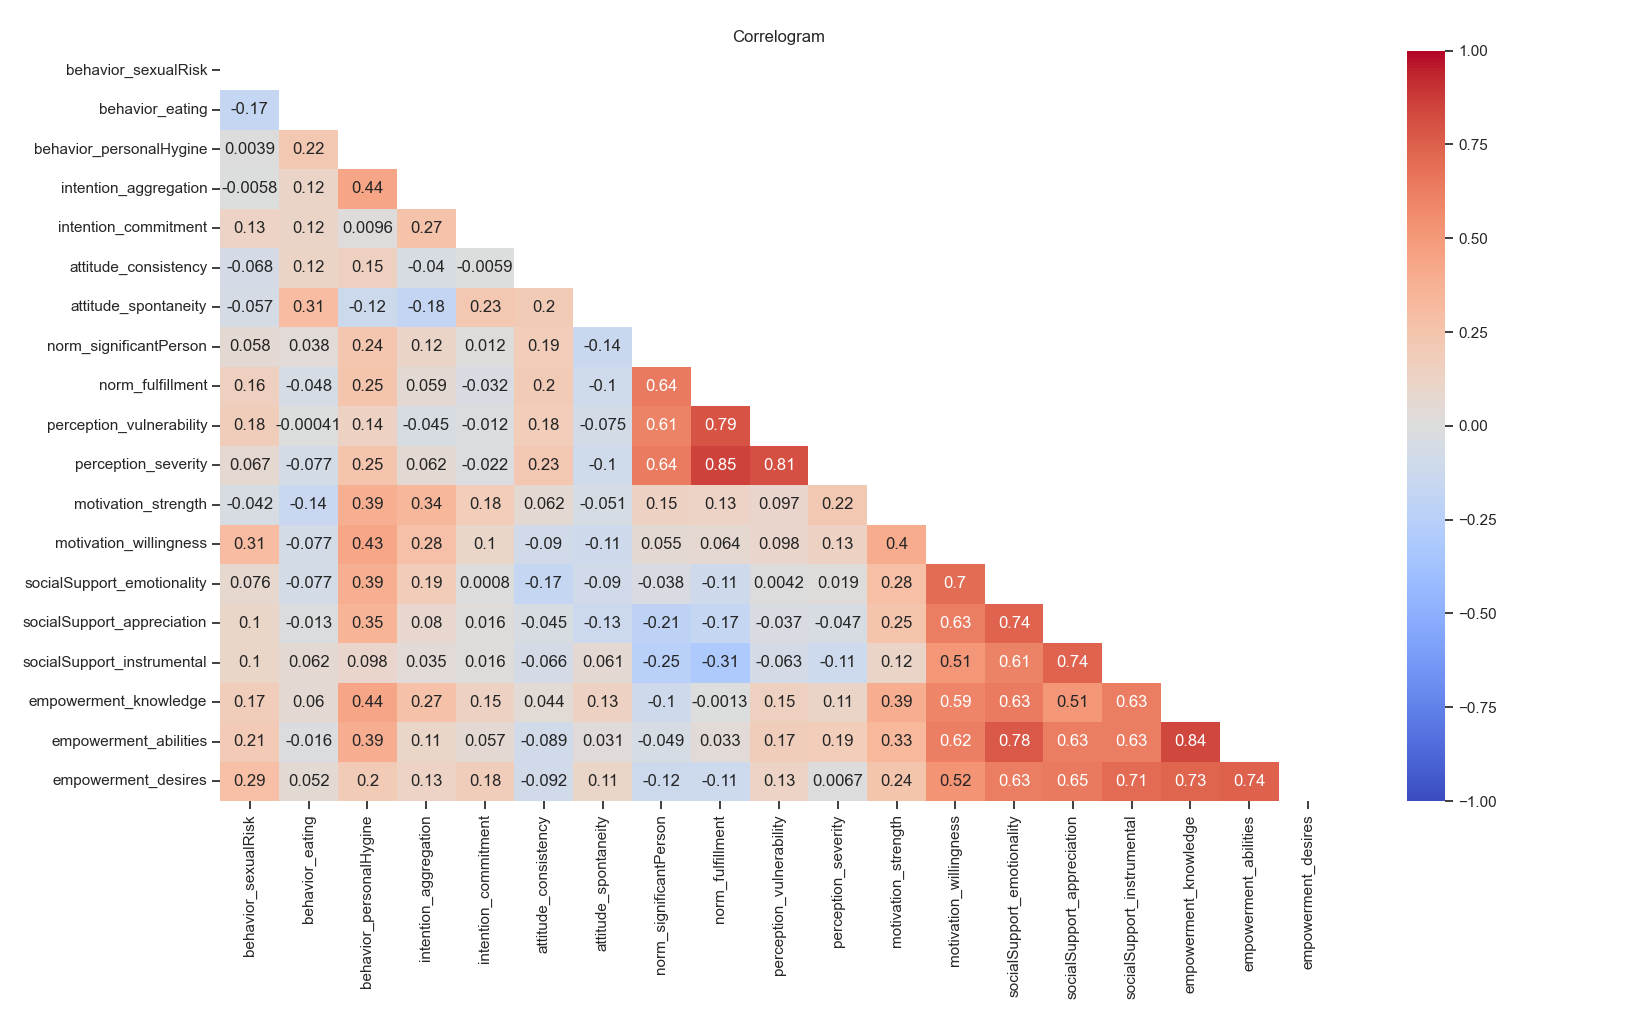 Correlogram
behavior_sexualRisk
behavior_eating -0.17
behavior_personalHygine 0.0039 0.22
intention_aggregation -0.0058 0.12 0.44
intention_commitment 0.13 0.12 0.0096 0.27
attitude_consistency -0.068 0.12 0.15 -0.04 -0.0059
attitude_spontaneity -0.057 0.31 -0.12 -0.18 0.23 0.2
norm_significantPerson 0.058 0.038 0.24 0.12 0.012 0.19 -0.14
norm_fulfillment 0.16 -0.048 0.25 0.059 -0.032 0.2 -0.1 0.64
perception_vulnerability 0.18 -0.00041 0.14 -0.045 -0.012 0.18 -0.075 0.61 0.79
perception_severity 0.067 -0.077 0.25 0.062 -0.022 0.23 -0.1 0.64 0.85 0.81
motivation_strength -0.042 -0.14 0.39 0.34 0.18 0.062 -0.051 0.15 0.13 0.097 0.22
motivation_willingness 0.31 -0.077 0.43 0.28 0.1 -0.09 -0.11 0.055 0.064 0.098 0.13 0.4
socialSupport_emotionality 0.076 -0.077 0.39 0.19 0.0008 -0.17 -0.09 -0.038 -0.11 0.0042 0.019 0.28 0.7
socialSupport_appreciation 0.1 -0.013 0.35 0.08 0.016 -0.045 -0.13 -0.21 -0.17 -0.037 -0.047 0.25 0.63 0.74
socialSupport_instrumental 0.1 0.062 0.098 0.035 0.016 -0.066 0.061 -0.25 -0.31 -0.063 -0.11 0.12 0.51 0.61 0.74
empowerment_knowledge 0.17 0.06 0.44 0.27 0.15 0.044 0.13 -0.1 -0.0013 0.15 0.11 0.39 0.59 0.63 0.51 0.63
empowerment_abilities 0.21 -0.016 0.39 0.11 0.057 -0.089 0.031 -0.049 0.033 0.17 0.19 0.33 0.62 0.78 0.63 0.63 0.84
empowerment_desires 0.29 0.052 0.2 0.13 0.18 -0.092 0.11 -0.12 -0.11 0.13 0.0067 0.24 0.52 0.63 0.65 0.71 0.73 0.74
behavior_sexualRisk
behavior_eating
behavior_personalHygine
intention_aggregation
intention_commitment
attitude_consistency
attitude_spontaneity
norm_significantPerson
norm_fulfillment
perception_vulnerability
perception_severity
motivation_strength
motivation_willingness
socialSupport_emotionality
socialSupport_appreciation
socialSupport_instrumental
empowerment_knowledge
empowerment_abilities
empowerment_desires
1.00
0.75
0.50
0.25
0.00
−0.25
−0.50
−0.75
−1.00